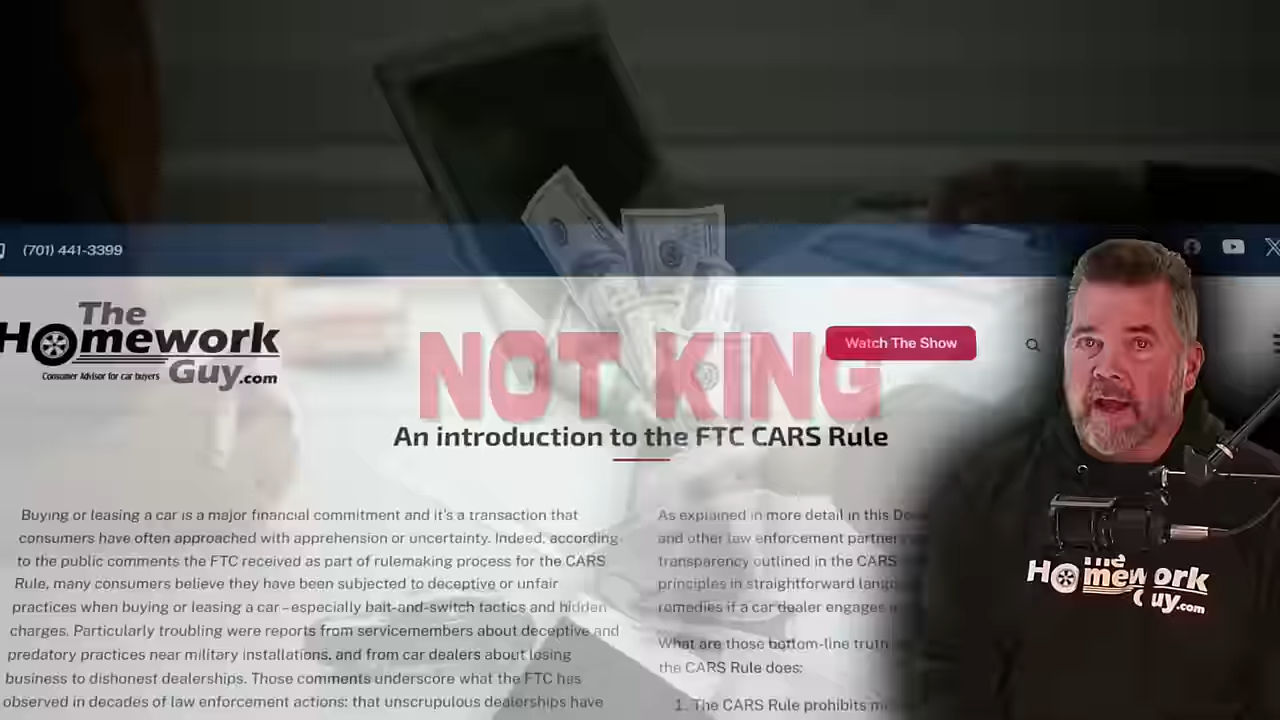 (701) 441-3399
The
Homework
Guy.com
Consumer Advisor for car buyers
NOT KING
Watch The Show
An introduction to the FTC CARS Rule
Buying or leasing a car is a major financial commitment and it's a transaction that
consumers have often approached with apprehension or uncertainty. Indeed, according
to the public comments the FTC received as part of rulemaking process for the CARS
Rule, many consumers believe they have been subjected to deceptive or unfair
practices when buying or leasing a car–especially bait-and-switch tactics and hidden
charges. Particularly troubling were reports from servicemembers about deceptive and
predatory practices near military installations, and from car dealers about losing
business to dishonest dealerships. Those comments underscore what the FTC has
observed in decades of law enforcement actions: that unscrupulous dealerships have
As explained in more detail in this
and other law enforcement partners
transparency outlined in the CARS
principles in straightforward
remedies if a car dealer engages
What are those bottom-line truth
the CARS Rule does:
1. The CARS Rule prohibits
The
Homework
Guy.com